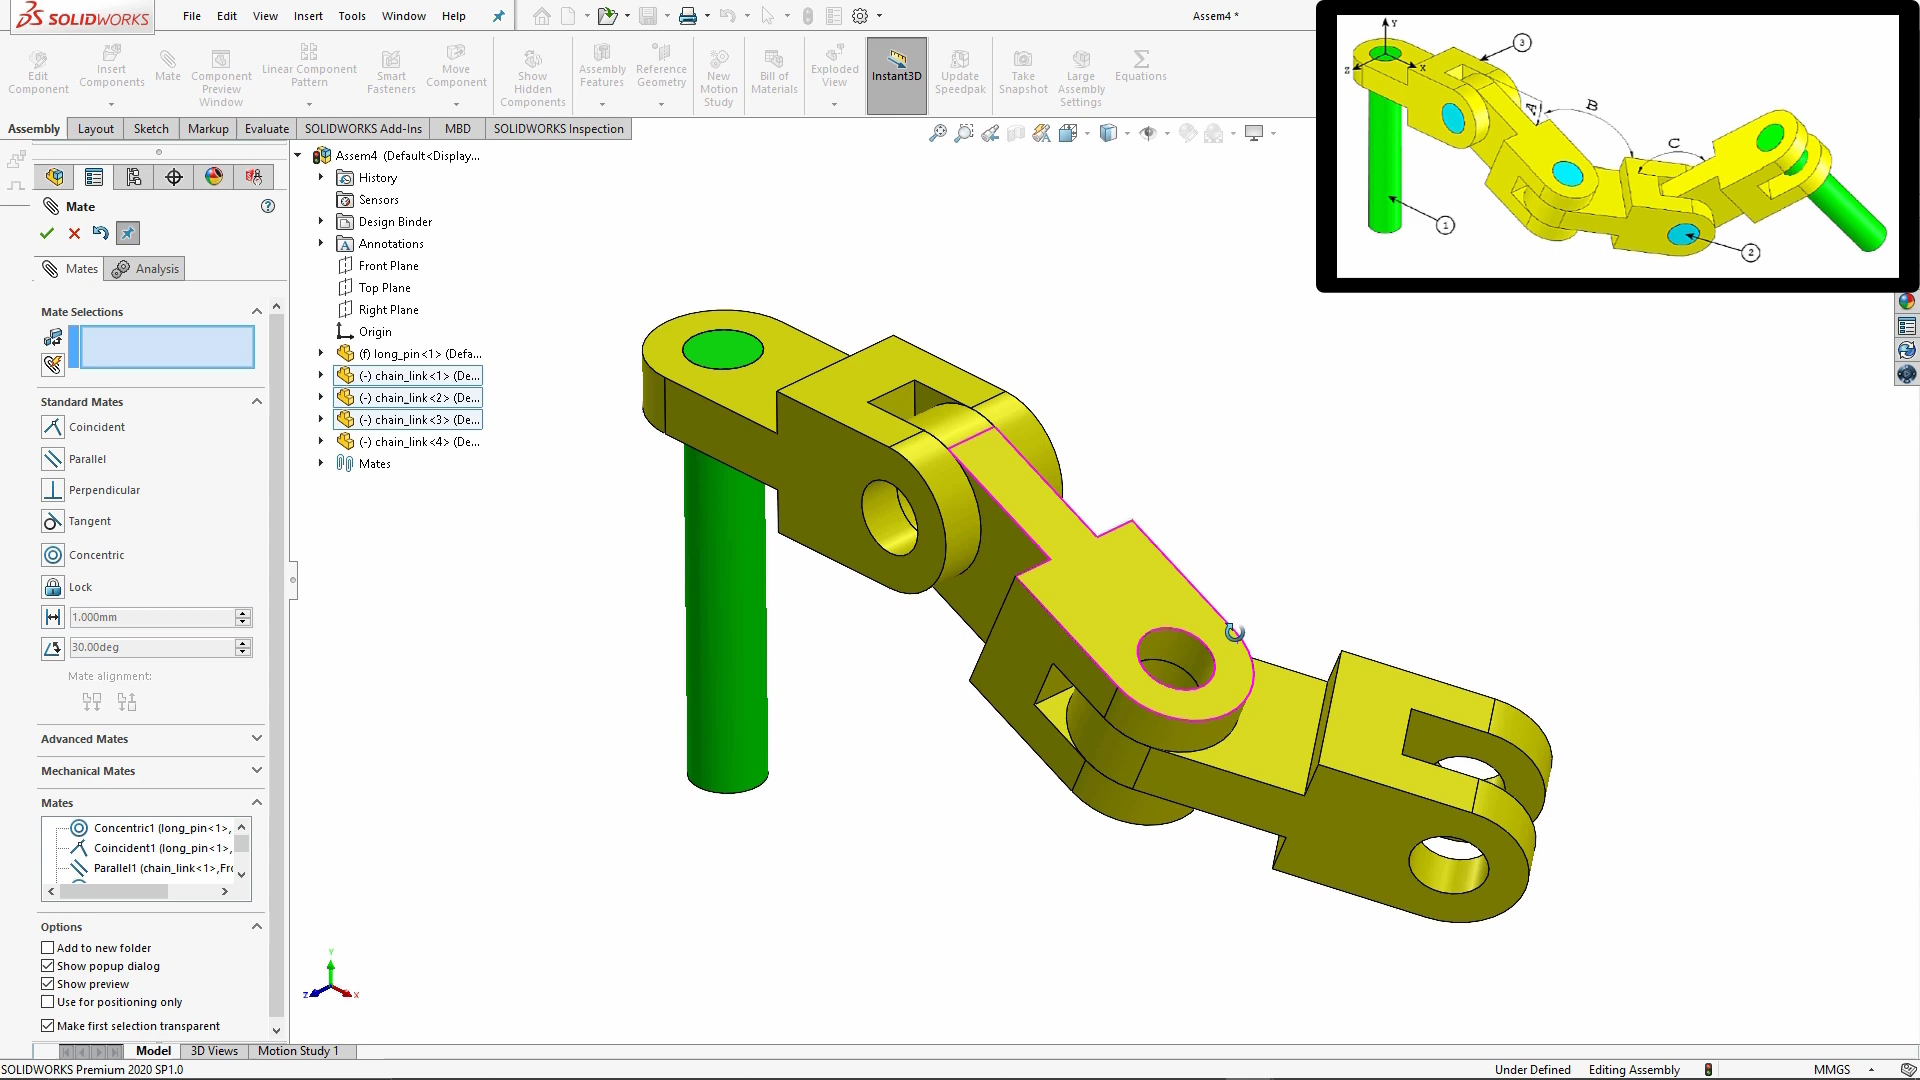 SOLIDWORKS
File Edit View Insert Tools Window Help
Assem4 *
Edit Component
Insert Components
Mate
Component Preview Window
Linear Component Pattern
Smart Fasteners
Move Component
Show Hidden Components
Assembly Features
Reference Geometry
New Motion Study
Bill of Materials
Exploded View
Instant3D
Update Speedpak
Take Snapshot
Large Assembly Settings
Equations
Assembly Layout Sketch Markup Evaluate SOLIDWORKS Add-Ins MBD SOLIDWORKS Inspection
Mate
Mates Analysis
Mate Selections
Standard Mates
Coincident
Parallel
Perpendicular
Tangent
Concentric
Lock
1.000mm
30.00deg
Mate alignment:
Advanced Mates
Mechanical Mates
Mates
Concentric1 (long_pin<1>,
Coincident1 (long_pin<1>,
Parallel1 (chain_link<1>,Fro
Options
Add to new folder
Show popup dialog
Show preview
Use for positioning only
Make first selection transparent
Assem4 (Default<Display...
History
Sensors
Design Binder
Annotations
Front Plane
Top Plane
Right Plane
Origin
(f) long_pin<1> (Defa...
(-) chain_link<1> (De...
(-) chain_link<2> (De...
(-) chain_link<3> (De...
(-) chain_link<4> (De...
Mates
Y
X
Z
Y
X
Z
3
A
B
C
1
2
Model 3D Views Motion Study 1
SOLIDWORKS Premium 2020 SP1.0
Under Defined Editing Assembly MMGS